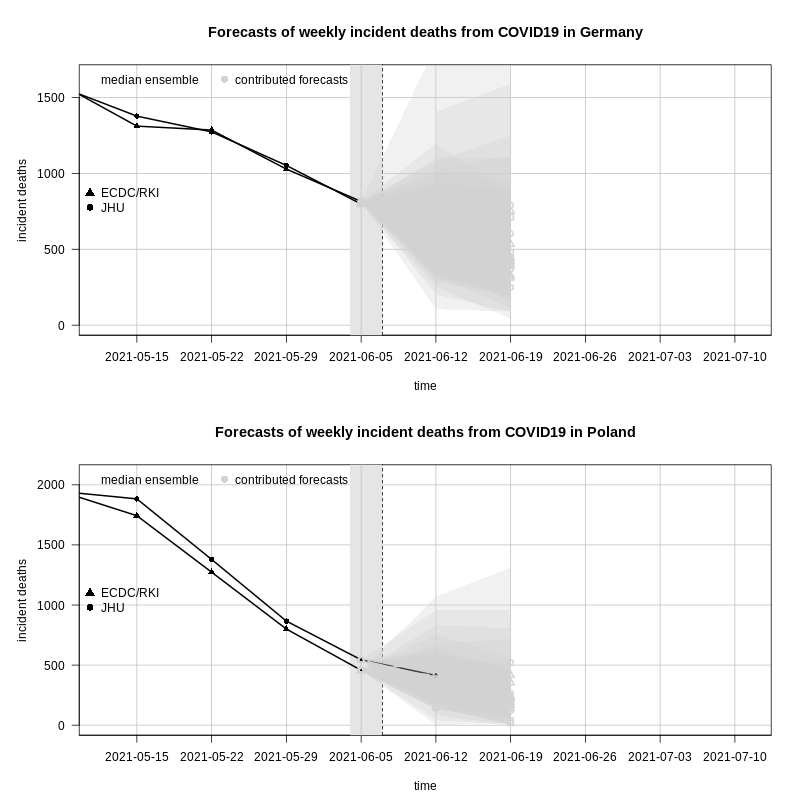 Forecasts of weekly incident deaths from COVID19 in Germany
median ensemble contributed forecasts
1500
1000
500
0
incident deaths
ECDC/RKI
JHU
2021-05-15 2021-05-22 2021-05-29 2021-06-05 2021-06-12 2021-06-19 2021-06-26 2021-07-03 2021-07-10
time
Forecasts of weekly incident deaths from COVID19 in Poland
median ensemble contributed forecasts
2000
1500
1000
500
0
incident deaths
ECDC/RKI
JHU
2021-05-15 2021-05-22 2021-05-29 2021-06-05 2021-06-12 2021-06-19 2021-06-26 2021-07-03 2021-07-10
time